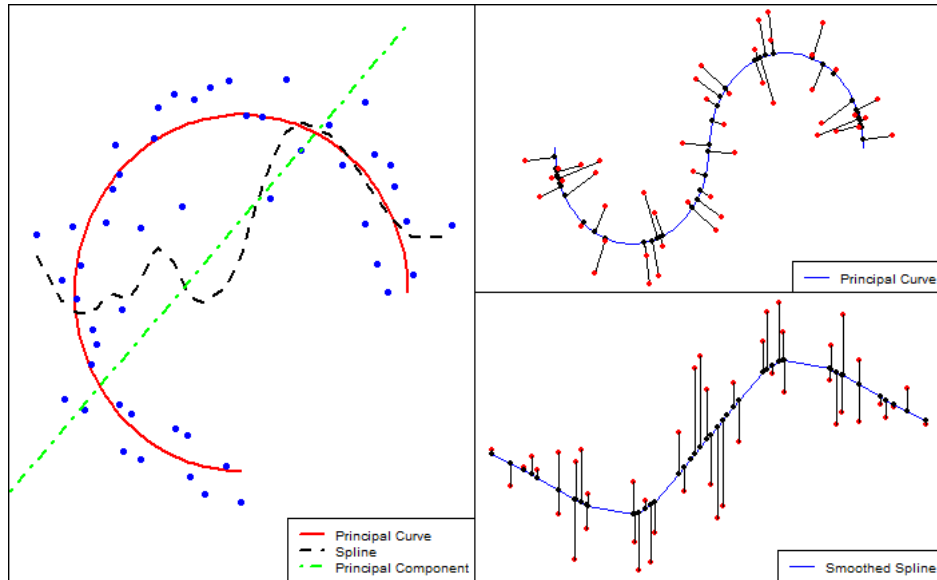 Principal Curve
Spline
Principal Component
Principal Curve
Smoothed Spline